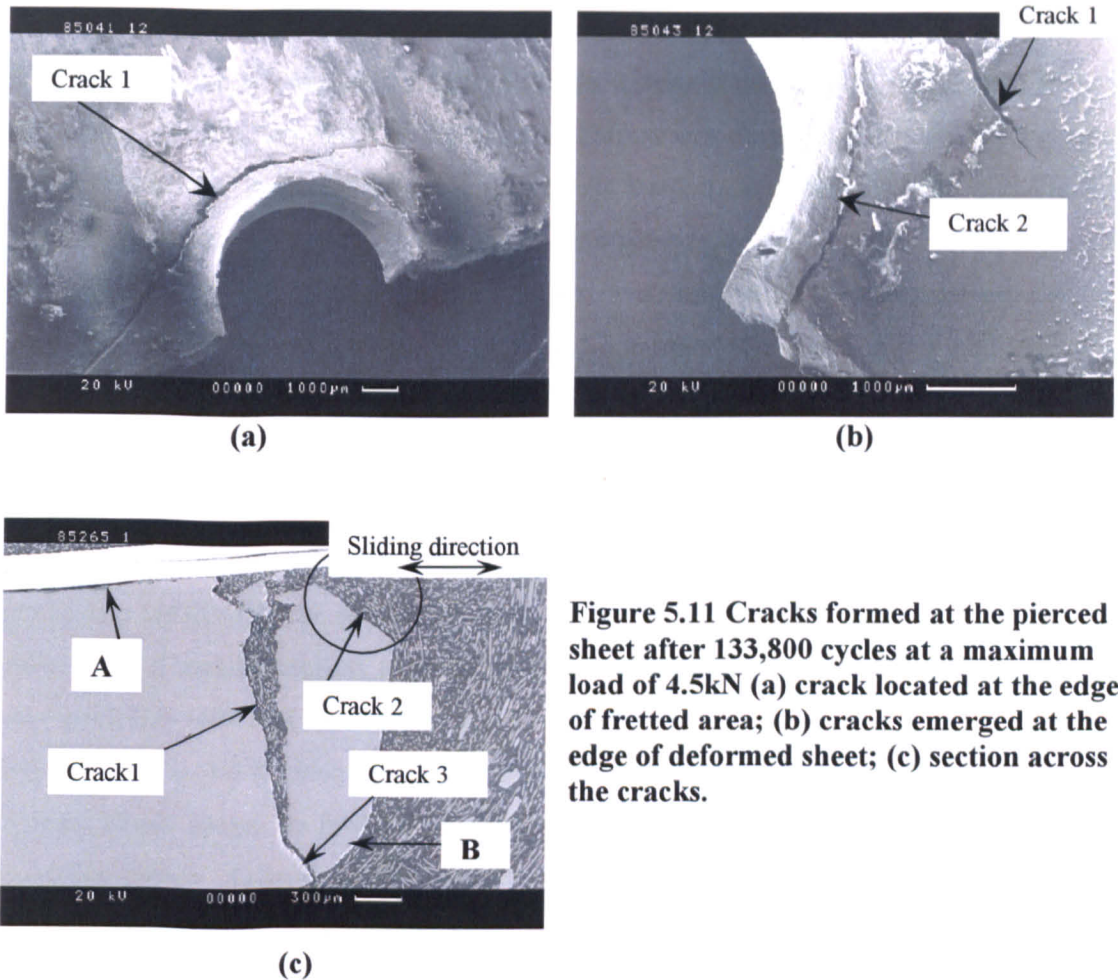 85041 12
Crack 1
20 kV 00000 1000µm
(a)
85043 12
Crack 1
Crack 2
20 kV 00000 1000µm
(b)
85265 1
Sliding direction
A
Crack 2
Crack1
Crack 3
B
20 kV 00000 300µm
(c)
Figure 5.11 Cracks formed at the pierced
sheet after 133,800 cycles at a maximum
load of 4.5kN (a) crack located at the edge
of fretted area; (b) cracks emerged at the
edge of deformed sheet; (c) section across
the cracks.